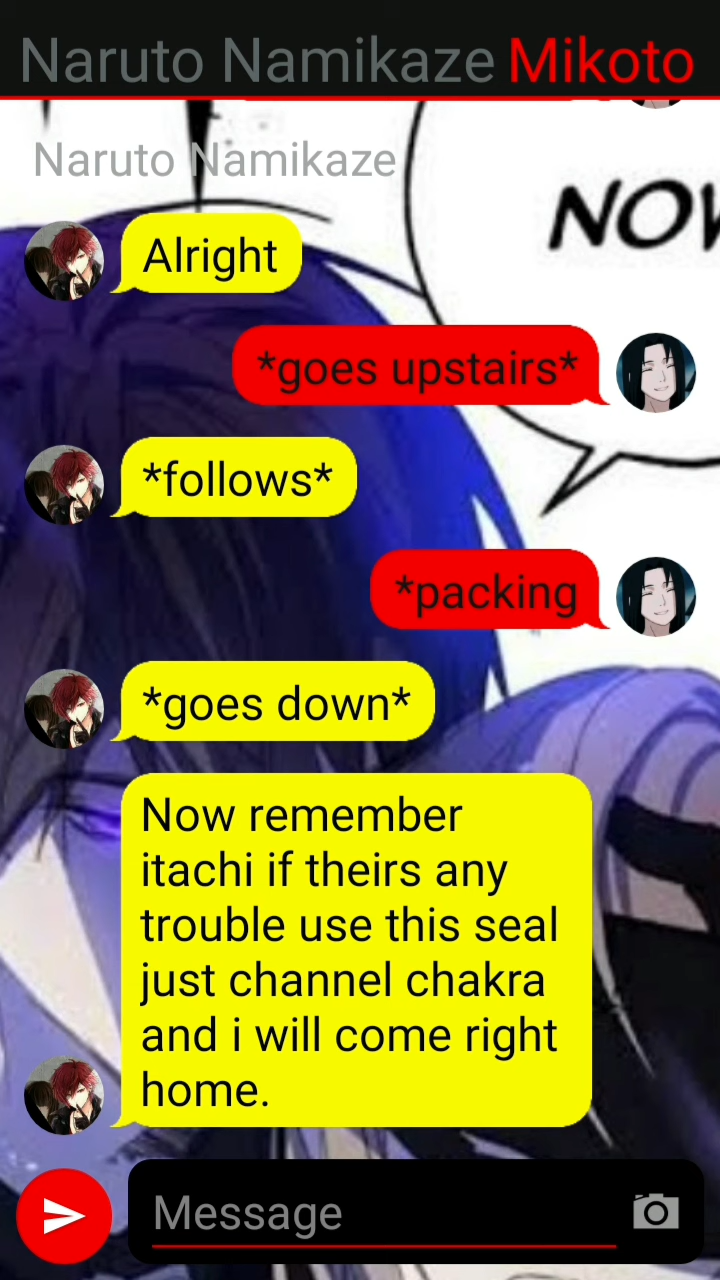 Naruto Namikaze Mikoto
NOW
Naruto Namikaze
Alright
*goes upstairs*
*follows*
*packing
*goes down*
Now remember
itachi if theirs any
trouble use this seal
just channel chakra
and i will come right
home.
Message